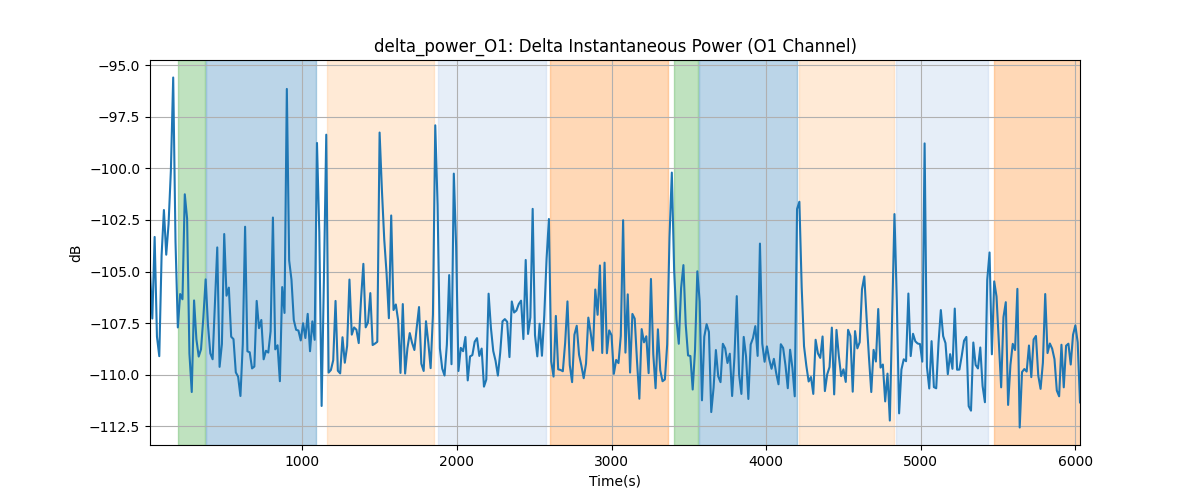 delta_power_O1: Delta Instantaneous Power (O1 Channel)
−95.0
−97.5
−100.0
−102.5
−105.0
−107.5
−110.0
−112.5
dB
1000 2000 3000 4000 5000 6000
Time(s)